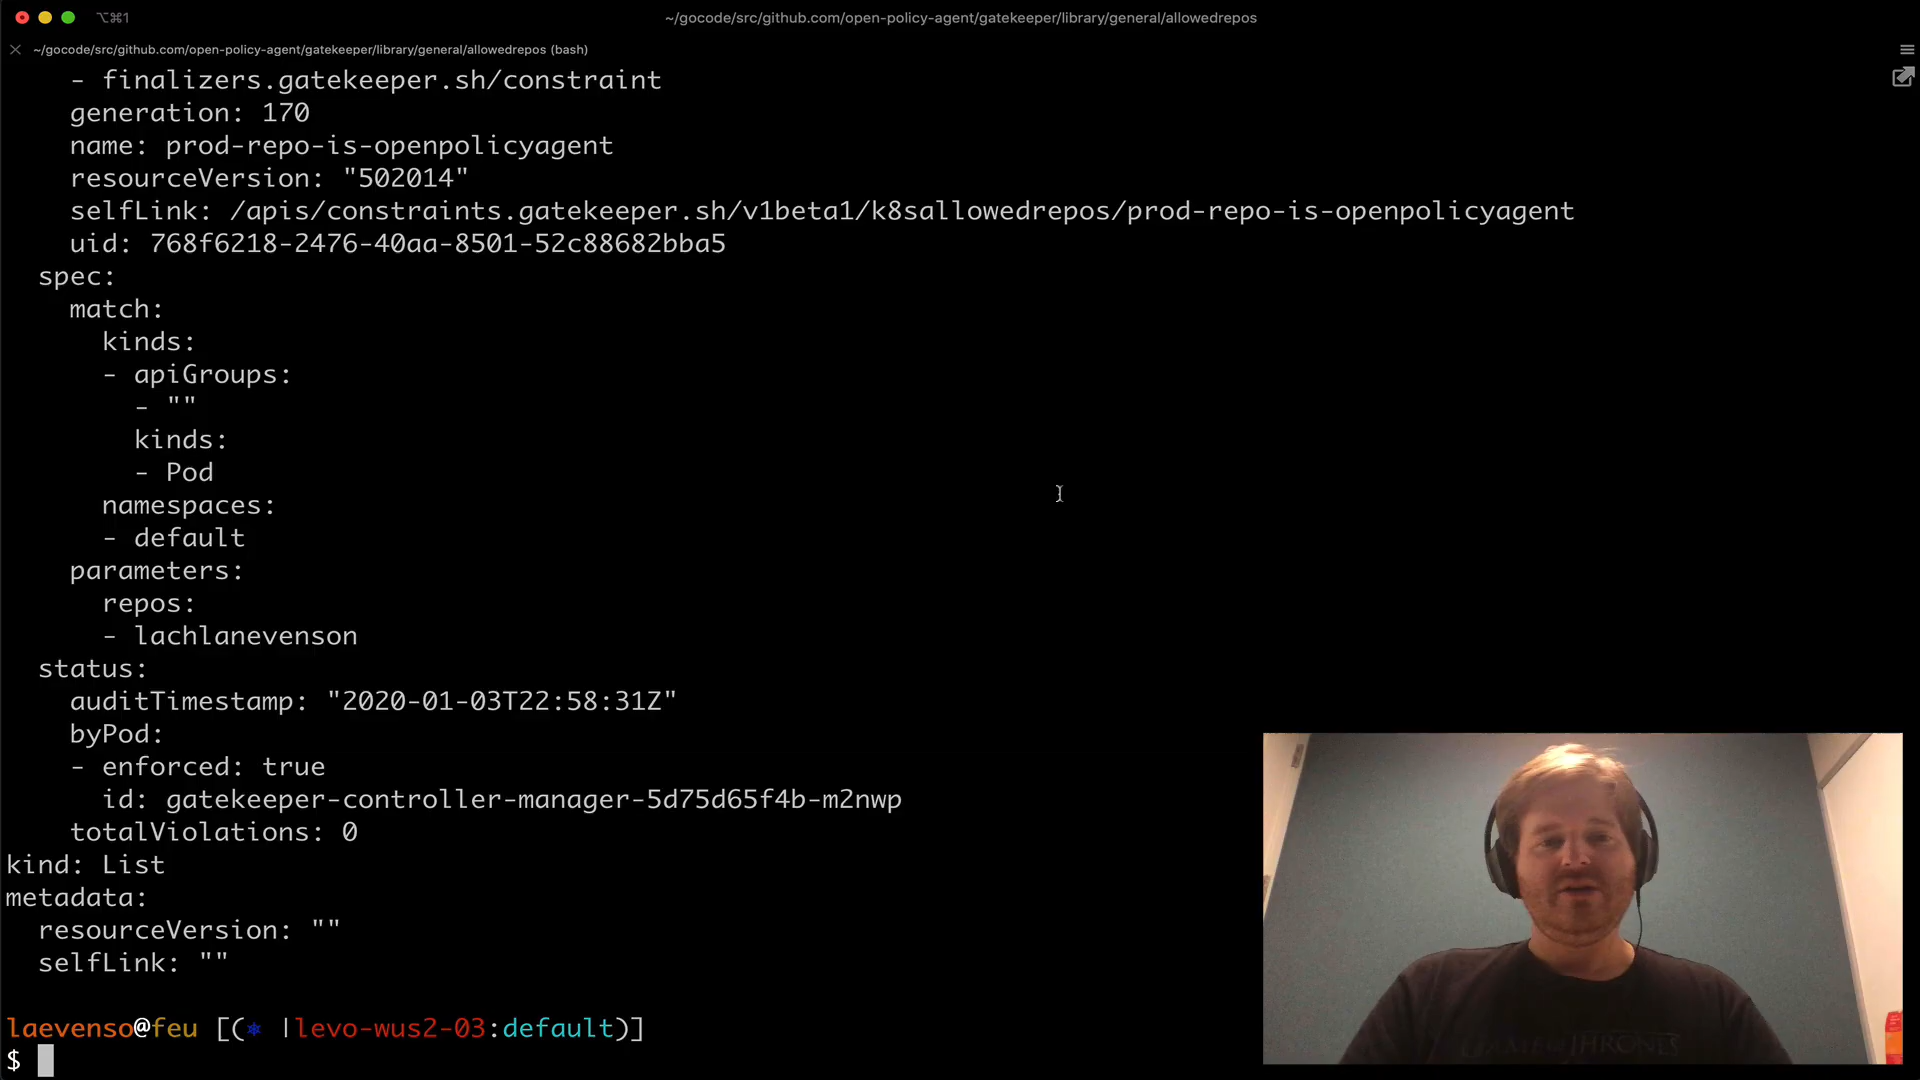 ⌥⌘1
~/gocode/src/github.com/open-policy-agent/gatekeeper/library/general/allowedrepos
~/gocode/src/github.com/open-policy-agent/gatekeeper/library/general/allowedrepos (bash)
- finalizers.gatekeeper.sh/constraint
generation: 170
name: prod-repo-is-openpolicyagent
resourceVersion: "502014"
selfLink: /apis/constraints.gatekeeper.sh/v1beta1/k8sallowedrepos/prod-repo-is-openpolicyagent
uid: 768f6218-2476-40aa-8501-52c88682bba5
spec:
match:
kinds:
- apiGroups:
- ""
kinds:
- Pod
namespaces:
- default
parameters:
repos:
- lachlanevenson
status:
auditTimestamp: "2020-01-03T22:58:31Z"
byPod:
- enforced: true
id: gatekeeper-controller-manager-5d75d65f4b-m2nwp
totalViolations: 0
kind: List
metadata:
resourceVersion: ""
selfLink: ""
laevenso@feu [(⎈ |levo-wus2-03:default)]
$
GAME OF THRONES